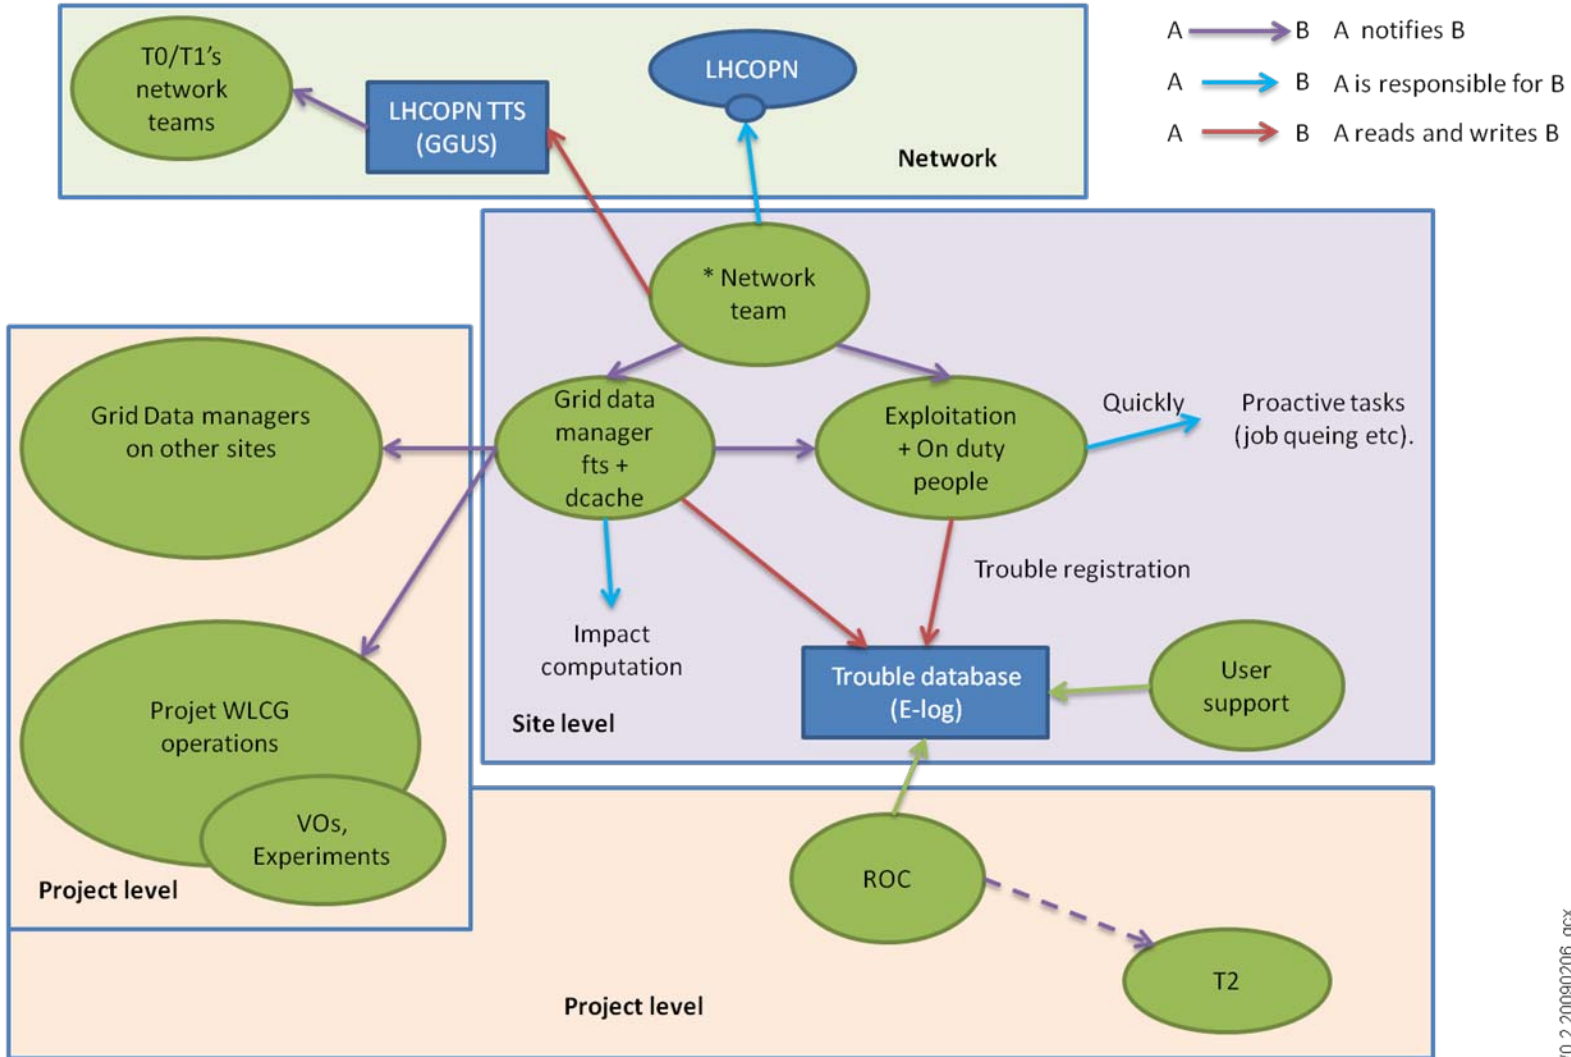 T0/T1's
network
teams
LHCOPN TTS
(GGUS)
LHCOPN
Network
A B A notifies B
A B A is responsible for B
A B A reads and writes B
* Network
team
Grid Data managers
on other sites
Grid data
manager
fts +
dcache
Exploitation
+ On duty
people
Quickly
Proactive tasks
(job queing etc).
Trouble registration
Impact
computation
Trouble database
(E-log)
User
support
Site level
Projet WLCG
operations
VOs,
Experiments
Project level
ROC
T2
Project level